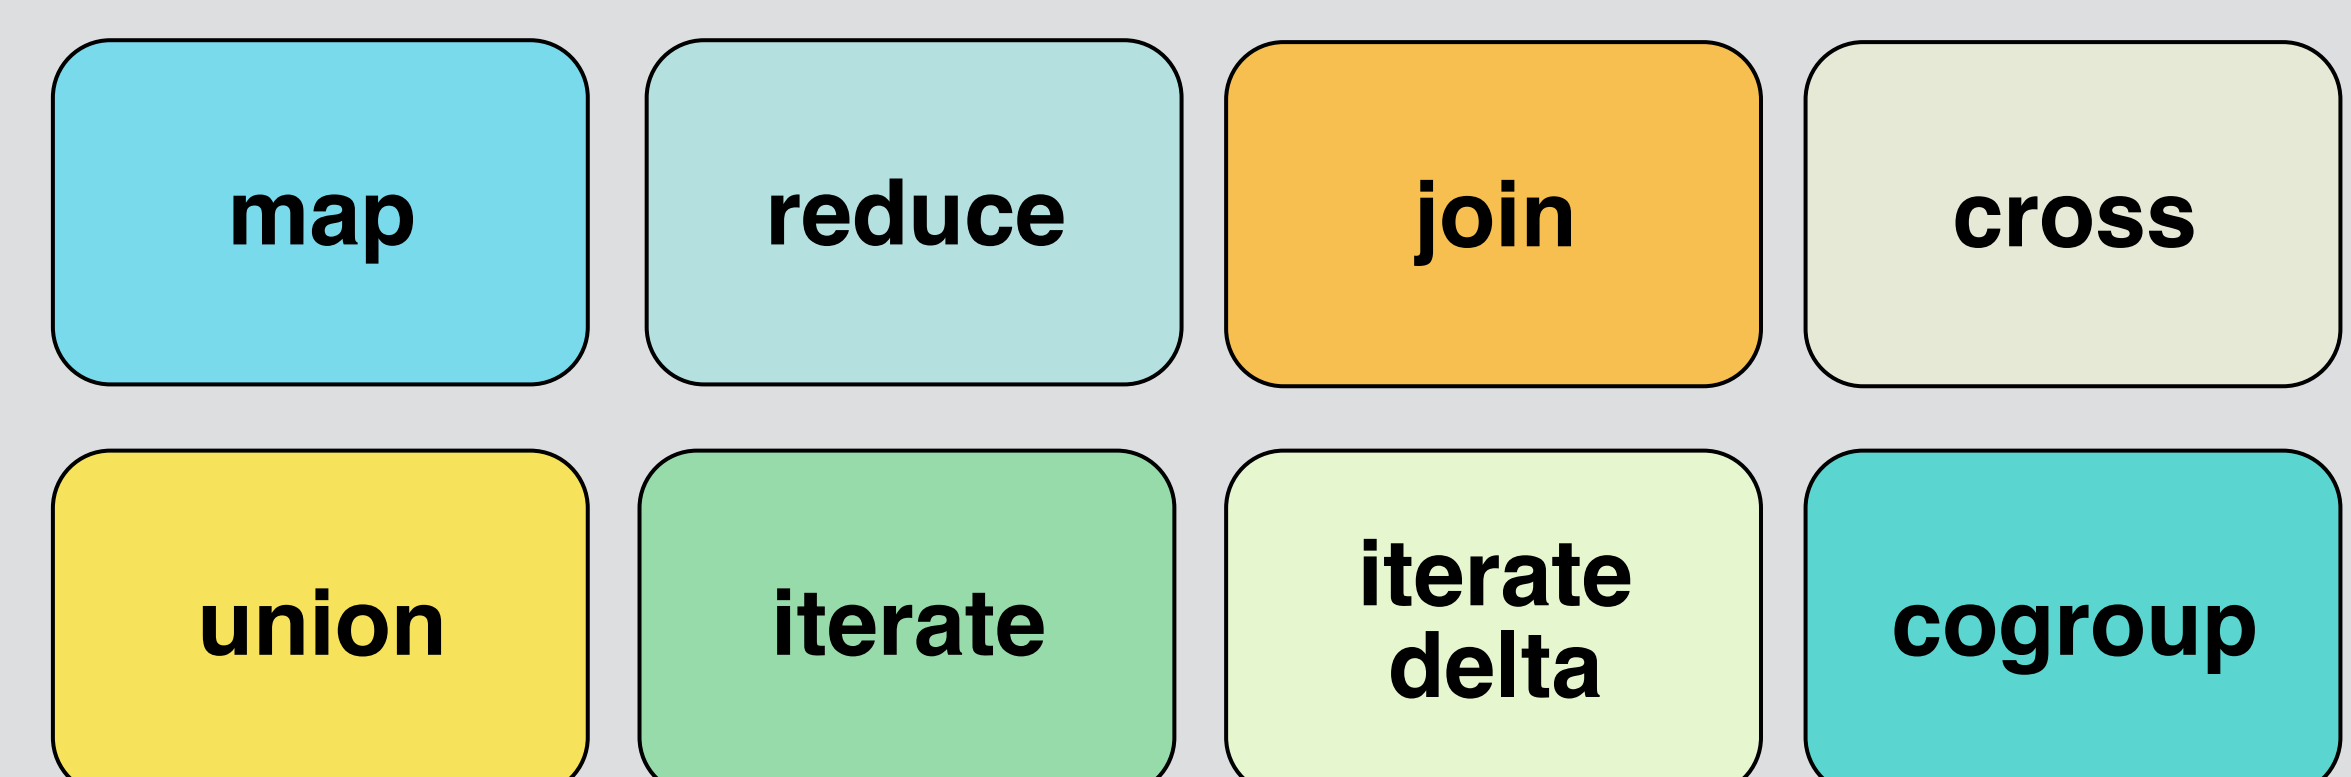 map
reduce
join
cross
union
iterate
iterate
delta
cogroup